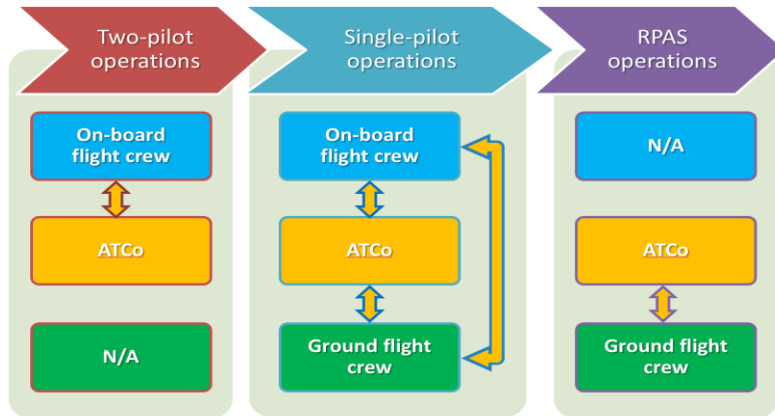 Two-pilot
operations
On-board
flight crew
ATCo
N/A
Single-pilot
operations
On-board
flight crew
ATCo
Ground flight
crew
RPAS
operations
N/A
ATCo
Ground flight
crew